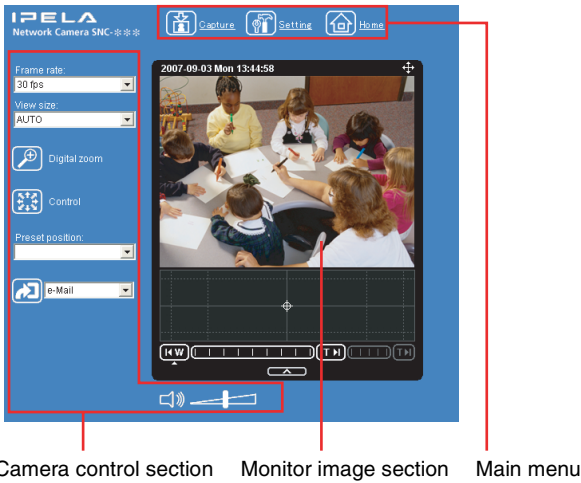 IPELA
Network Camera SNC-✽✽✽
Capture
Setting
Home
Frame rate:
30 fps
View size:
AUTO
Digital zoom
Control
Preset position:
e-Mail
2007-09-03 Mon 13:44:58
W
T
T
Camera control section
Monitor image section
Main menu